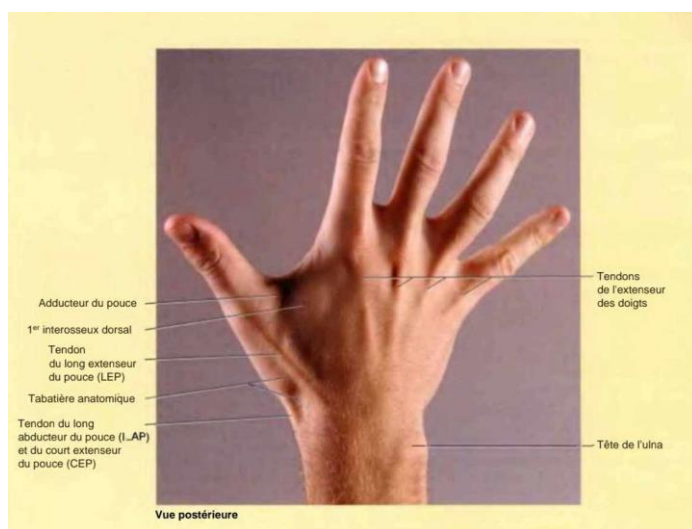 Adducteur du pouce
1er interosseux dorsal
Tendon
du long extenseur
du pouce (LEP)
Tabatière anatomique
Tendon du long
abducteur du pouce (LAP)
et du court extenseur
du pouce (CEP)
Tendons
de l'extenseur
des doigts
Tête de l'ulna
Vue postérieure